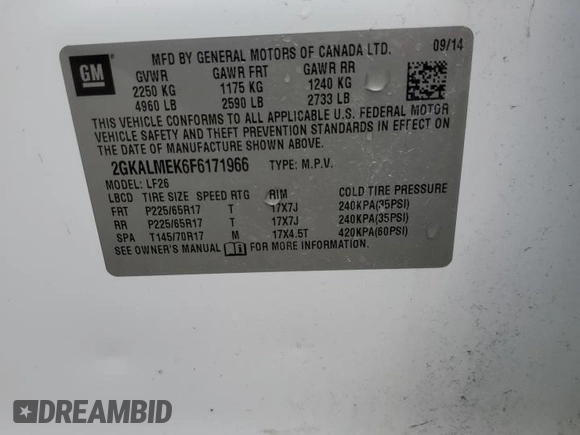 GM
MFD BY GENERAL MOTORS OF CANADA LTD. 09/14
GVWR GAWR FRT GAWR RR
2250 KG 1175 KG 1240 KG
4960 LB 2590 LB 2733 LB
THIS VEHICLE CONFORMS TO ALL APPLICABLE U.S. FEDERAL MOTOR
VEHICLE SAFETY AND THEFT PREVENTION STANDARDS IN EFFECT ON
THE DATE OF MANUFACTURE SHOWN ABOVE.
2GKALMEK6F6171966 TYPE: M.P.V.
MODEL: LF26
LBCD TIRE SIZE SPEED RTG RIM COLD TIRE PRESSURE
FRT P225/65R17 T 17X7J 240KPA(35PSI)
RR P225/65R17 T 17X7J 240KPA(35PSI)
SPA T145/70R17 M 17X4.5T 420KPA(60PSI)
SEE OWNER'S MANUAL FOR MORE INFORMATION.
DREAMBID